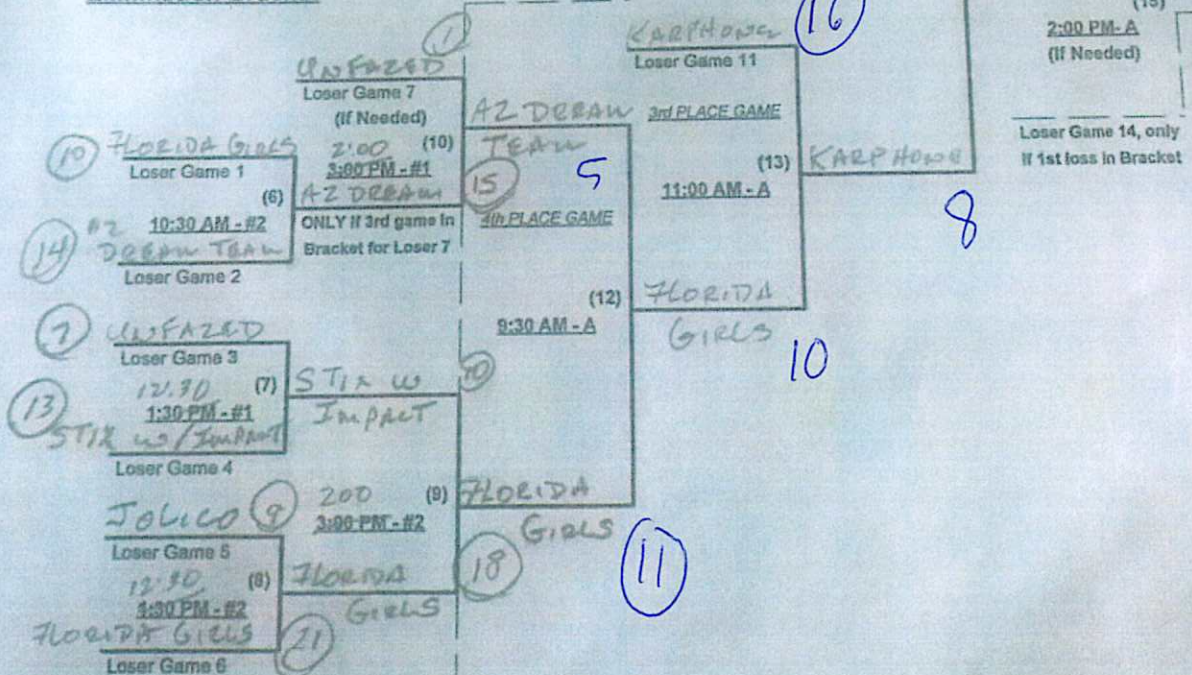 1
UNFAZED
Loser Game 7
(If Needed)
2:00 (10)
3:00 PM - #1
AZ DREAM
ONLY if 3rd game in
Bracket for Loser 7
10 FLORIDA GIRLS
Loser Game 1
(6)
10:30 AM - #2
14 DREAM TEAM
Loser Game 2
7 UNFAZED
Loser Game 3
12:30 (7)
1:30 PM - #1
13 STIX W/IMPACT
Loser Game 4
STIX W
IMPACT
JOLICO 9
Loser Game 5
12:30 (8)
1:30 PM - #2
FLORIDA GIRLS
21
Loser Game 6
200 (9)
3:00 PM - #2
FLORIDA
GIRLS
18
AZ DREAM
TEAM
15
5
4th PLACE GAME
(12)
9:30 AM - A
FLORIDA
GIRLS
11
KARPHONE
16
Loser Game 11
3rd PLACE GAME
(13)
11:00 AM - A
FLORIDA
GIRLS
10
KARPHONE
8
(15)
2:00 PM - A
(If Needed)
Loser Game 14, only
if 1st loss in Bracket